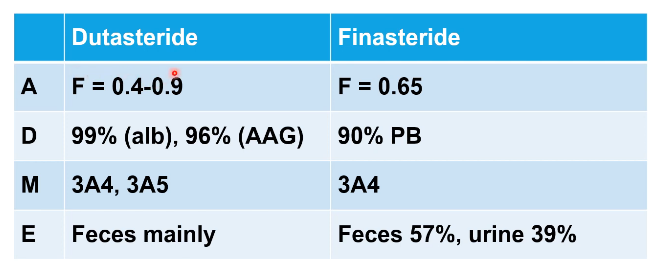 Dutasteride Finasteride
A F = 0.4-0.9 F = 0.65
D 99% (alb), 96% (AAG) 90% PB
M 3A4, 3A5 3A4
E Feces mainly Feces 57%, urine 39%